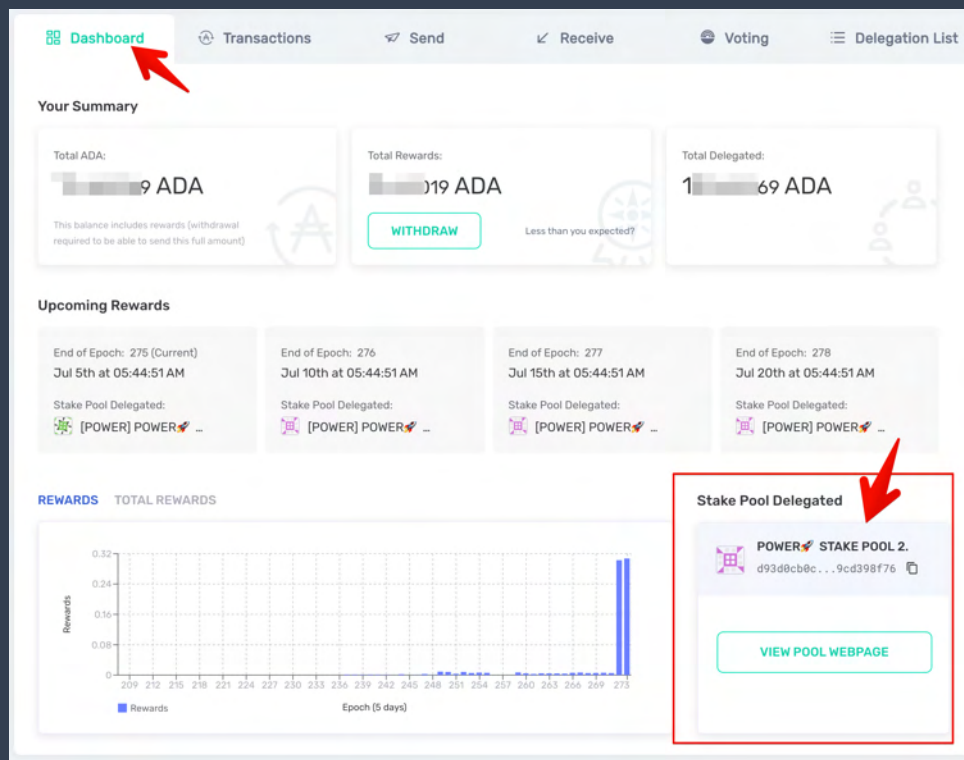 Dashboard
Transactions
Send
Receive
Voting
Delegation List
Your Summary
Total ADA:
9 ADA
This balance includes rewards (withdrawal
required to be able to send this full amount)
Total Rewards:
019 ADA
WITHDRAW
Less than you expected?
Total Delegated:
1 69 ADA
Upcoming Rewards
End of Epoch: 275 (Current)
Jul 5th at 05:44:51 AM
Stake Pool Delegated:
[POWER] POWER🚀 ...
End of Epoch: 276
Jul 10th at 05:44:51 AM
Stake Pool Delegated:
[POWER] POWER🚀 ...
End of Epoch: 277
Jul 15th at 05:44:51 AM
Stake Pool Delegated:
[POWER] POWER🚀 ...
End of Epoch: 278
Jul 20th at 05:44:51 AM
Stake Pool Delegated:
[POWER] POWER🚀 ...
REWARDS TOTAL REWARDS
Rewards
0.32
0.24
0.16
0.08
0
209 212 215 218 221 224 227 230 233 236 239 242 245 248 251 254 257 260 263 266 269 273
Rewards
Epoch (5 days)
Stake Pool Delegated
POWER🚀 STAKE POOL 2.
d93d0cb0c...9cd398f76
VIEW POOL WEBPAGE